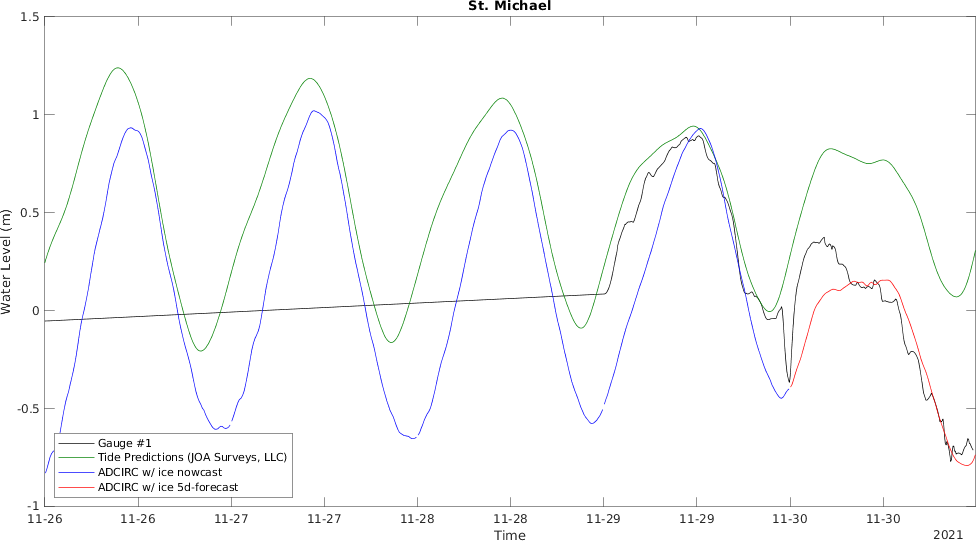 St. Michael
1.5
1
0.5
0
-0.5
-1
Water Level (m)
Gauge #1
Tide Predictions (JOA Surveys, LLC)
ADCIRC w/ ice nowcast
ADCIRC w/ ice 5d-forecast
11-26 11-26 11-27 11-27 11-28 11-28 11-29 11-29 11-30 11-30
Time
2021